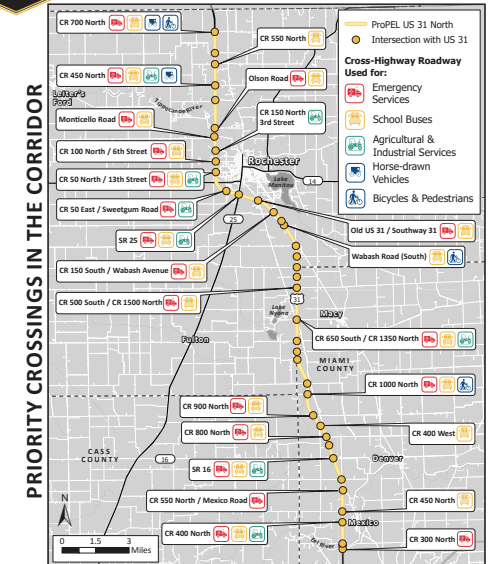 PRIORITY CROSSINGS IN THE CORRIDOR
ProPEL US 31 North
Intersection with US 31
Cross-Highway Roadway
Used for:
Emergency
Services
School Buses
Agricultural &
Industrial Services
Horse-drawn
Vehicles
Bicycles & Pedestrians
CR 700 North
CR 550 North
CR 450 North
Leiter's
Ford
Olson Road
Tippecanoe River
Monticello Road
CR 150 North
3rd Street
CR 100 North / 6th Street
Rochester
CR 50 North / 13th Street
Lake
Manitou
14
CR 50 East / Sweetgum Road
25
Old US 31 / Southway 31
SR 25
Wabash Road (South)
CR 150 South / Wabash Avenue
CR 500 South / CR 1500 North
31
Lake
Nyona
Macy
Fulton
CR 650 South / CR 1350 North
MIAMI
COUNTY
CR 1000 North
CR 900 North
CR 800 North
CR 400 West
CASS
COUNTY
16
Denver
SR 16
CR 550 North / Mexico Road
CR 450 North
N
CR 400 North
Mexico
Eel River
CR 300 North
0 1.5 3
Miles